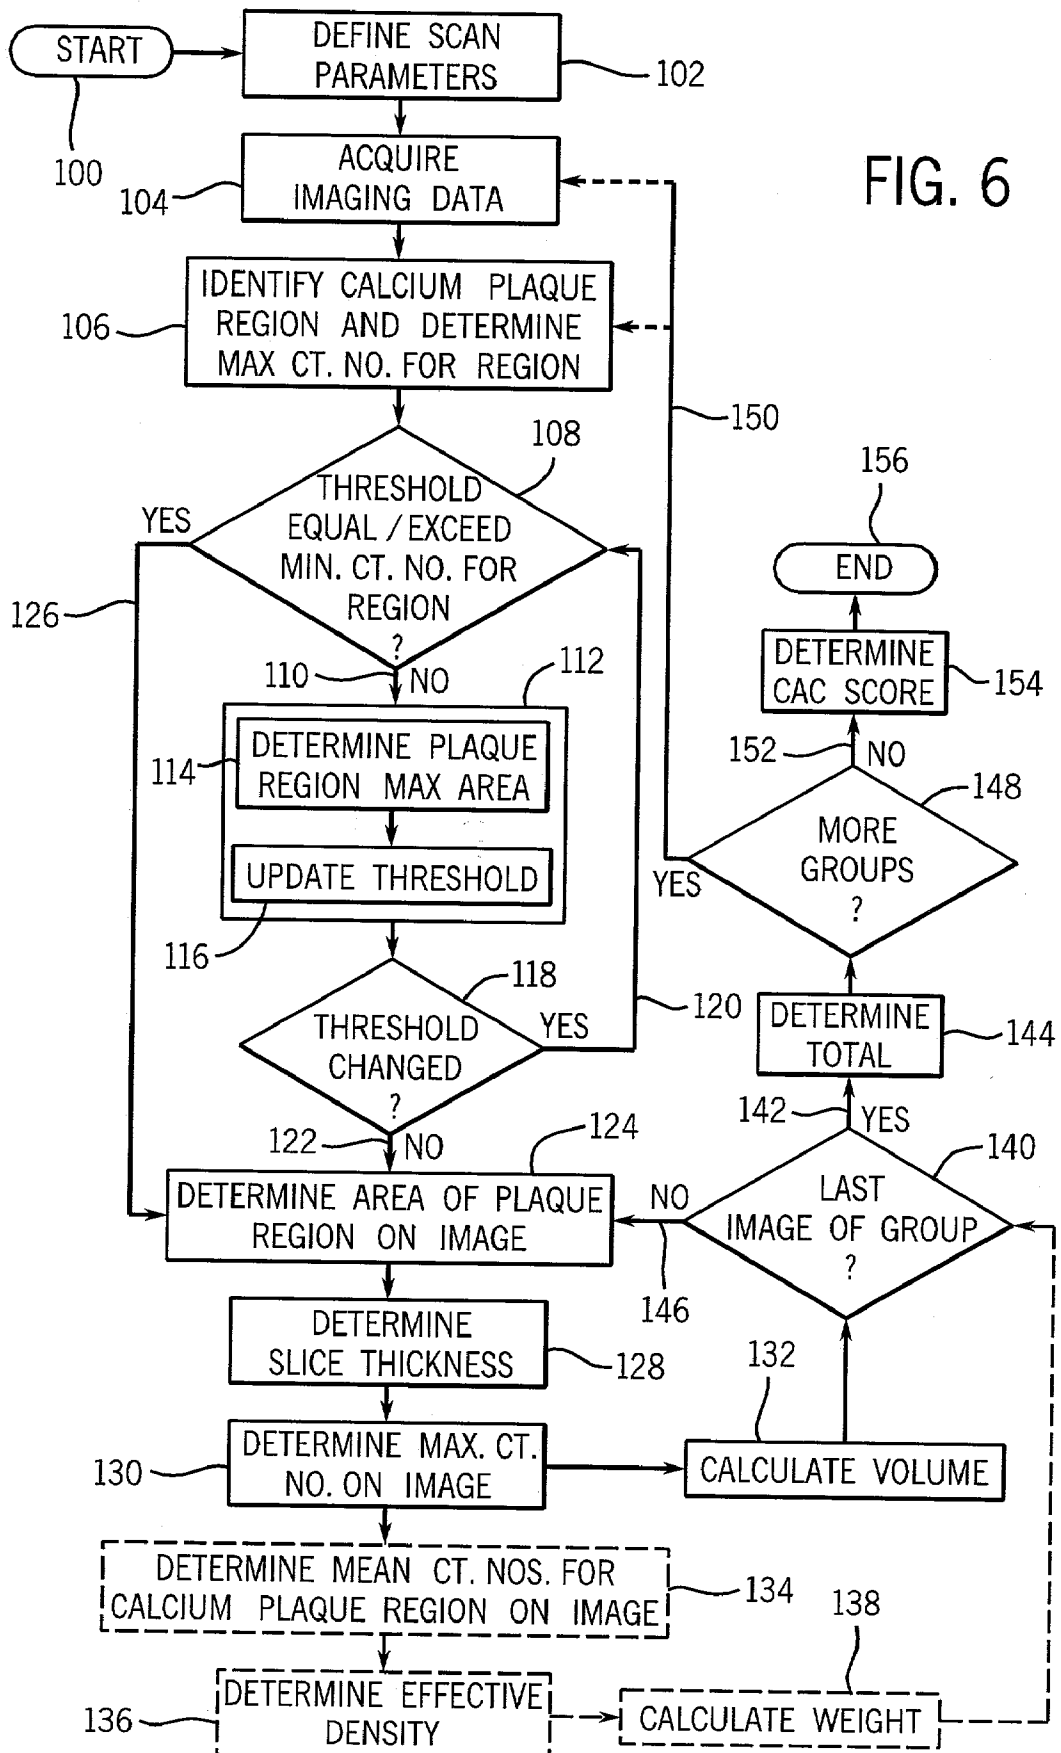 START
DEFINE SCAN
PARAMETERS
102
100
ACQUIRE
IMAGING DATA
104
FIG. 6
IDENTIFY CALCIUM PLAQUE
REGION AND DETERMINE
MAX CT. NO. FOR REGION
106
150
108
THRESHOLD
EQUAL / EXCEED
MIN. CT. NO. FOR
REGION
?
YES
126
156
END
110
NO
112
DETERMINE
CAC SCORE
154
DETERMINE PLAQUE
REGION MAX AREA
114
152
NO
148
UPDATE THRESHOLD
116
MORE
GROUPS
?
YES
118
THRESHOLD
CHANGED
?
YES
120
DETERMINE
TOTAL
144
122
NO
124
142
YES
140
DETERMINE AREA OF PLAQUE
REGION ON IMAGE
NO
LAST
IMAGE OF GROUP
?
146
DETERMINE
SLICE THICKNESS
128
132
DETERMINE MAX. CT.
NO. ON IMAGE
130
CALCULATE VOLUME
DETERMINE MEAN CT. NOS. FOR
CALCIUM PLAQUE REGION ON IMAGE
134
138
DETERMINE EFFECTIVE
DENSITY
136
CALCULATE WEIGHT